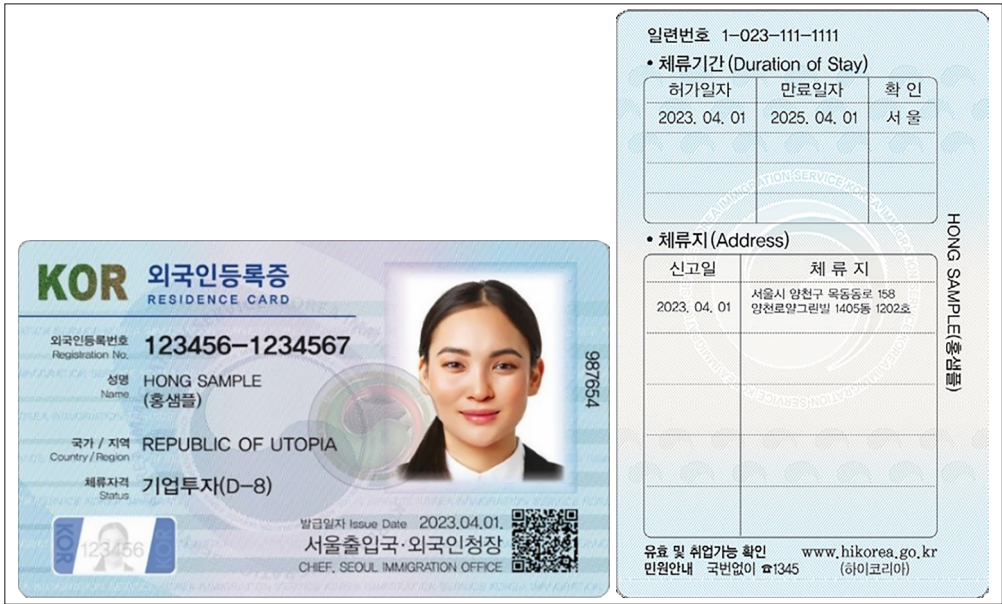 KOR 외국인등록증
RESIDENCE CARD
외국인등록번호 123456-1234567
Registration No.
성명 HONG SAMPLE
Name (홍샘플)
국가 / 지역 REPUBLIC OF UTOPIA
Country / Region
체류자격 기업투자(D-8)
Status
987654
KOR 123456 KOR
발급일자 Issue Date 2023.04.01.
서울출입국·외국인청장
CHIEF, SEOUL IMMIGRATION OFFICE
일련번호 1-023-111-1111
• 체류기간 (Duration of Stay)
허가일자 만료일자 확 인
2023. 04. 01 2025. 04. 01 서 울
• 체류지 (Address)
신고일 체 류 지
2023. 04. 01 서울시 양천구 목동동로 158
양천로얄그린빌 1405동 1202호
HONG SAMPLE(홍샘플)
유효 및 취업가능 확인 www.hikorea.go.kr
민원안내 국번없이 ☎1345 (하이코리아)